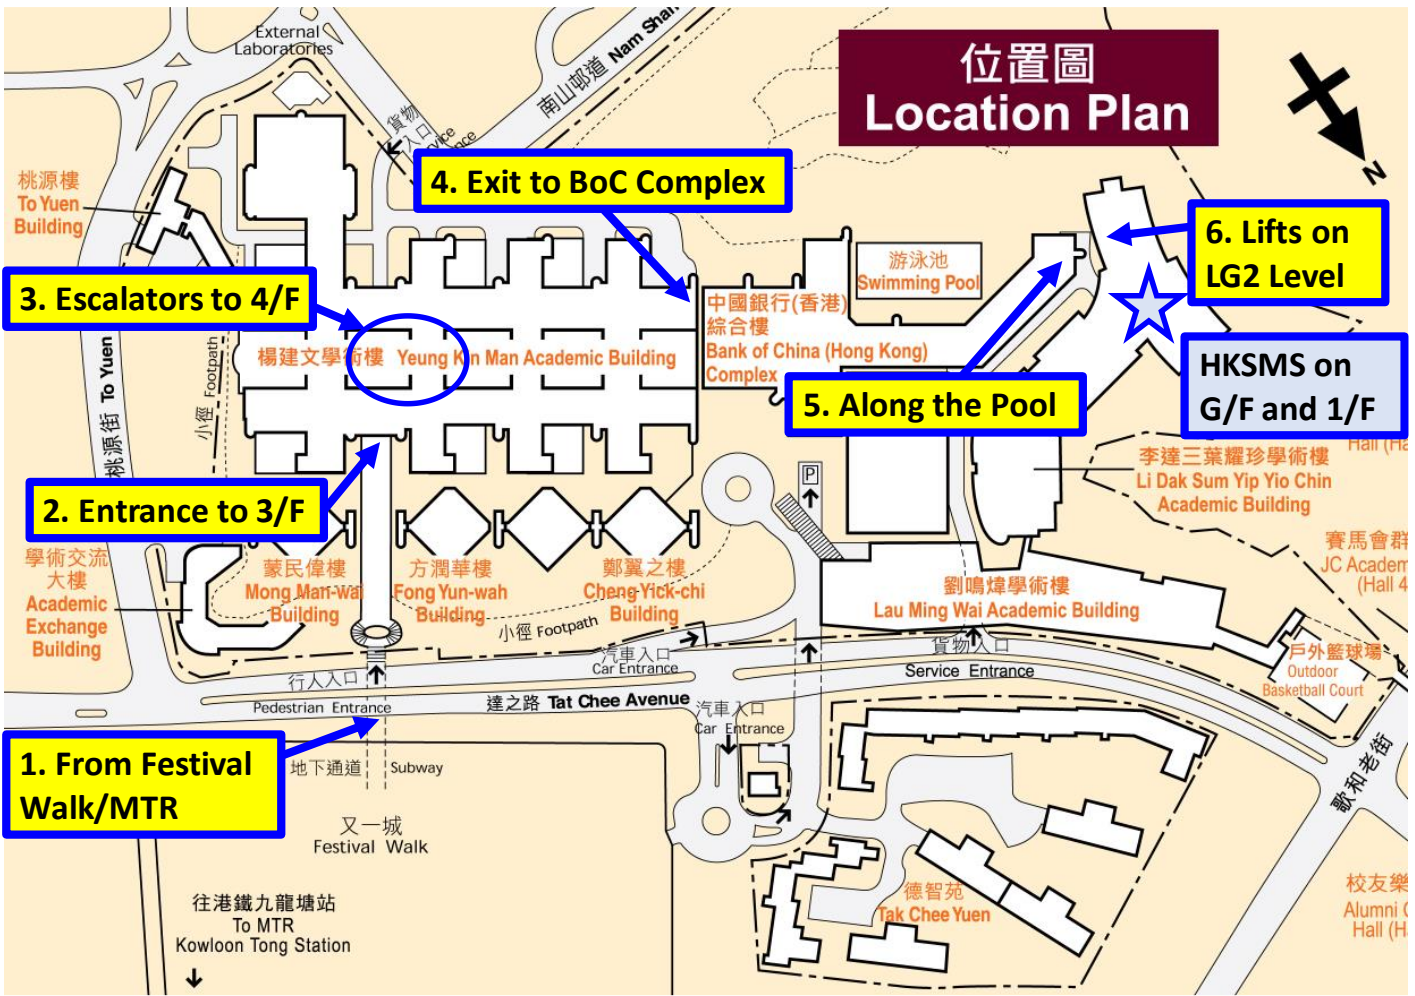 位置圖
Location Plan
N
External
Laboratories
南山邨道 Nam Shan
貨物
入口
桃源樓
To Yuen
Building
4. Exit to BoC Complex
6. Lifts on
LG2 Level
3. Escalators to 4/F
游泳池
Swimming Pool
中國銀行(香港)
綜合樓
Bank of China (Hong Kong)
Complex
楊建文學術樓 Yeung Kin Man Academic Building
HKSMS on
G/F and 1/F
5. Along the Pool
小徑 Footpath
桃源街 To Yuen
2. Entrance to 3/F
李達三葉耀珍學術樓
Li Dak Sum Yip Yio Chin
Academic Building
P
學術交流
大樓
Academic
Exchange
Building
蒙民偉樓
Mong Man-wai
Building
方潤華樓
Fong Yun-wah
Building
鄭翼之樓
Cheng Yick-chi
Building
劉鳴煒學術樓
Lau Ming Wai Academic Building
賽馬會群
JC Academ
(Hall 4
小徑 Footpath
汽車入口
Car Entrance
貨物入口
Service Entrance
戶外籃球場
Outdoor
Basketball Court
行人入口
Pedestrian Entrance
達之路 Tat Chee Avenue
汽車入口
Car Entrance
1. From Festival
Walk/MTR
地下通道
Subway
又一城
Festival Walk
歌和老街
往港鐵九龍塘站
To MTR
Kowloon Tong Station
德智苑
Tak Chee Yuen
校友樂
Alumni
Hall